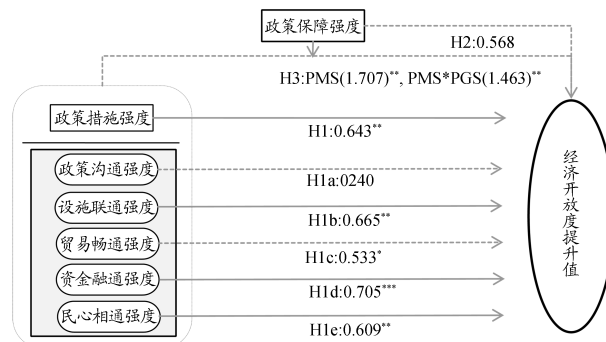 政策保障强度
H2:0.568
H3:PMS(1.707)**, PMS*PGS(1.463)**
政策措施强度
H1:0.643**
政策沟通强度
H1a:0240
设施联通强度
H1b:0.665**
贸易畅通强度
H1c:0.533*
资金融通强度
H1d:0.705***
民心相通强度
H1e:0.609**
经济开放度提升值